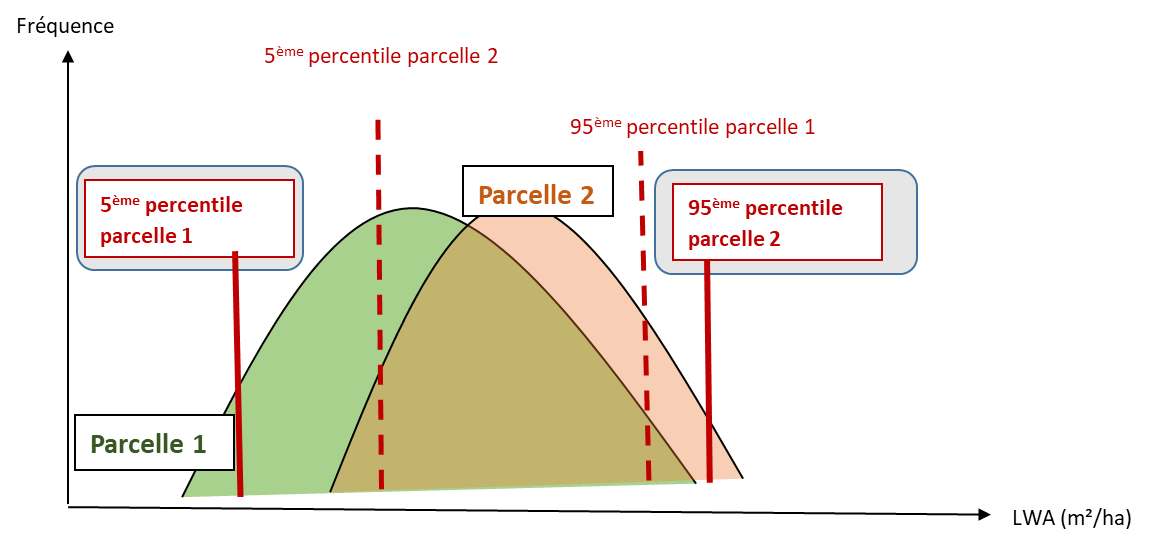 Fréquence
5ème percentile parcelle 2
95ème percentile parcelle 1
5ème percentile
parcelle 1
Parcelle 2
95ème percentile
parcelle 2
Parcelle 1
LWA (m²/ha)